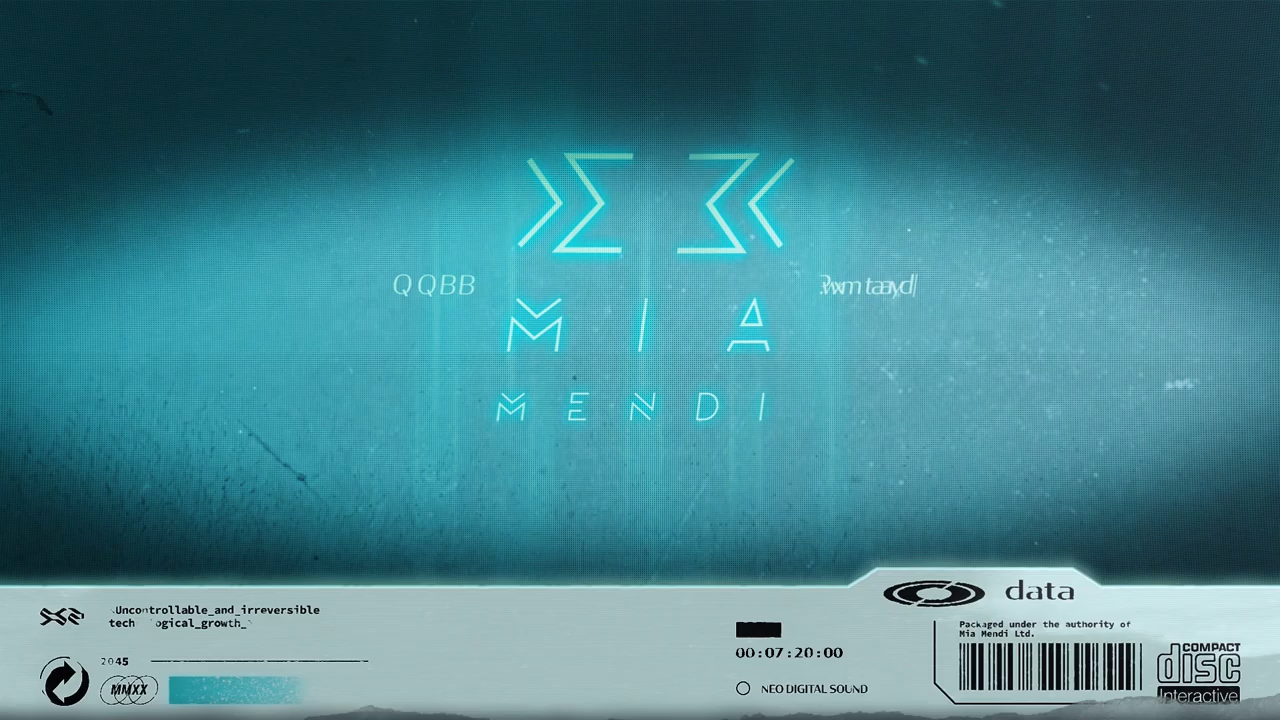 QQBB
MIA
MENDI
Uncontrollable_and_irreversible
ogical_growth_
2045
MMXX
00:07:20:00
NEO DIGITAL SOUND
data
Packaged under the authority of
Mia Mendi Ltd.
COMPACT
disc
Interactive